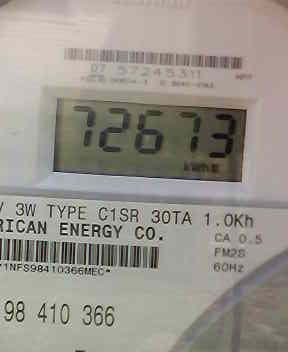 07 57245311
72673
kWh
V 3W TYPE C1SR 30TA 1.0Kh
RICAN ENERGY CO.
CA 0.5
FM2S
60Hz
*1NFS98410366MEC*
98 410 366